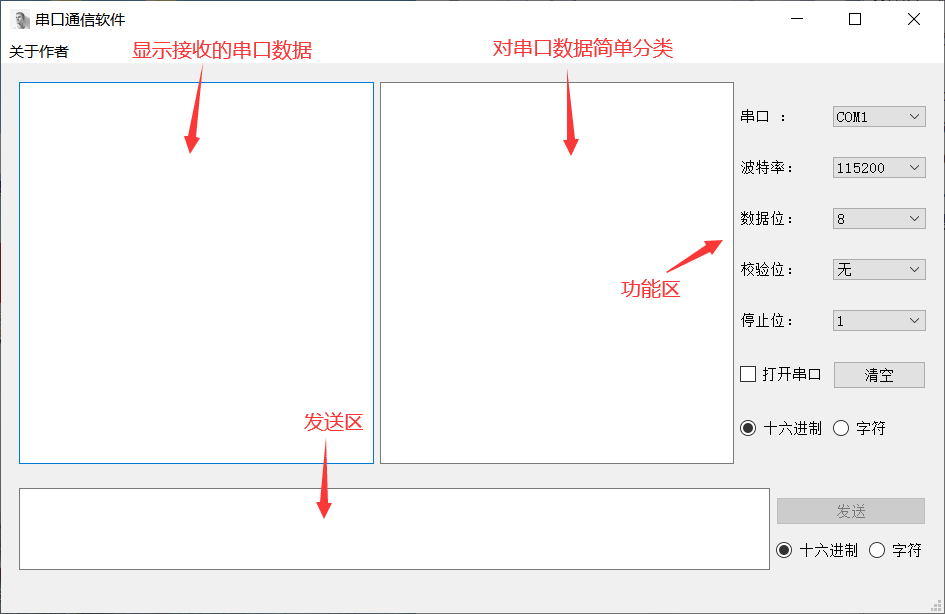 串口通信软件
关于作者
显示接收的串口数据
对串口数据简单分类
串口 ：
COM1
波特率：
115200
数据位：
8
功能区
校验位：
无
停止位：
1
打开串口
清空
十六进制
字符
发送区
发送
十六进制
字符